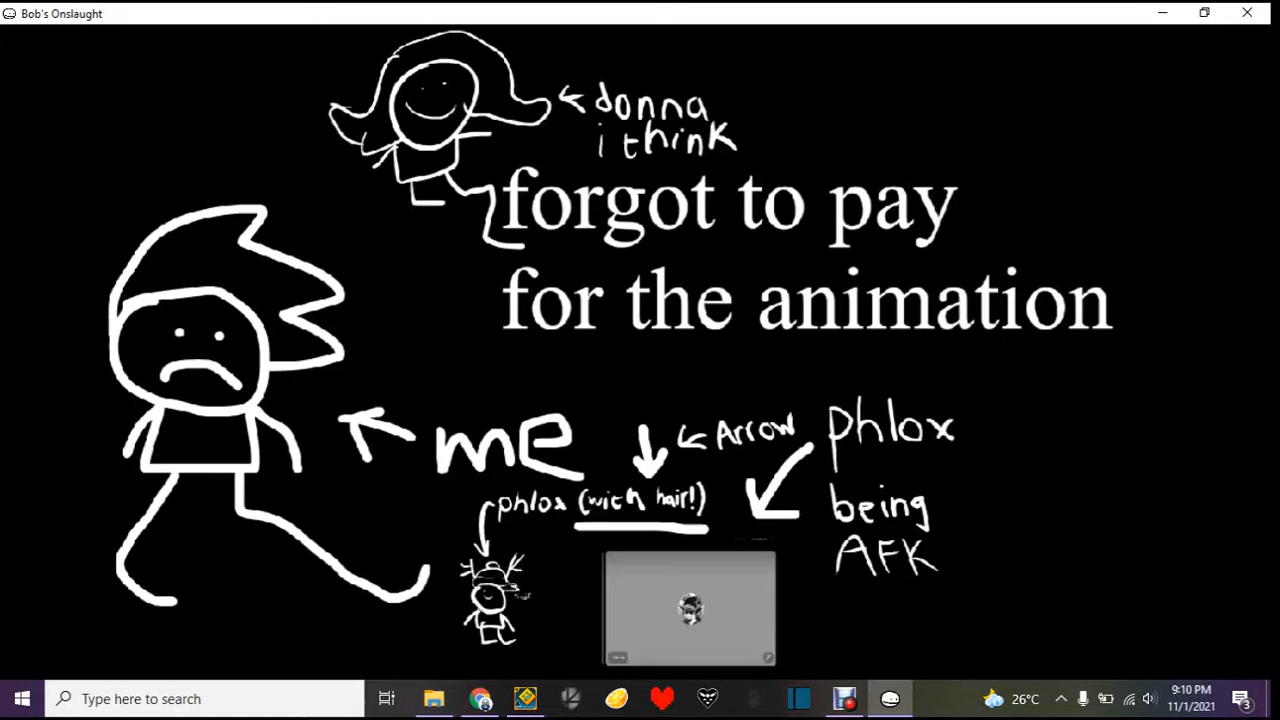 Bob's Onslaught
donna
i think
forgot to pay
for the animation
me
Arrow
phlox
being
AFK
phlox (with hair!)
Type here to search
26°C
9:10 PM
11/1/2021
3